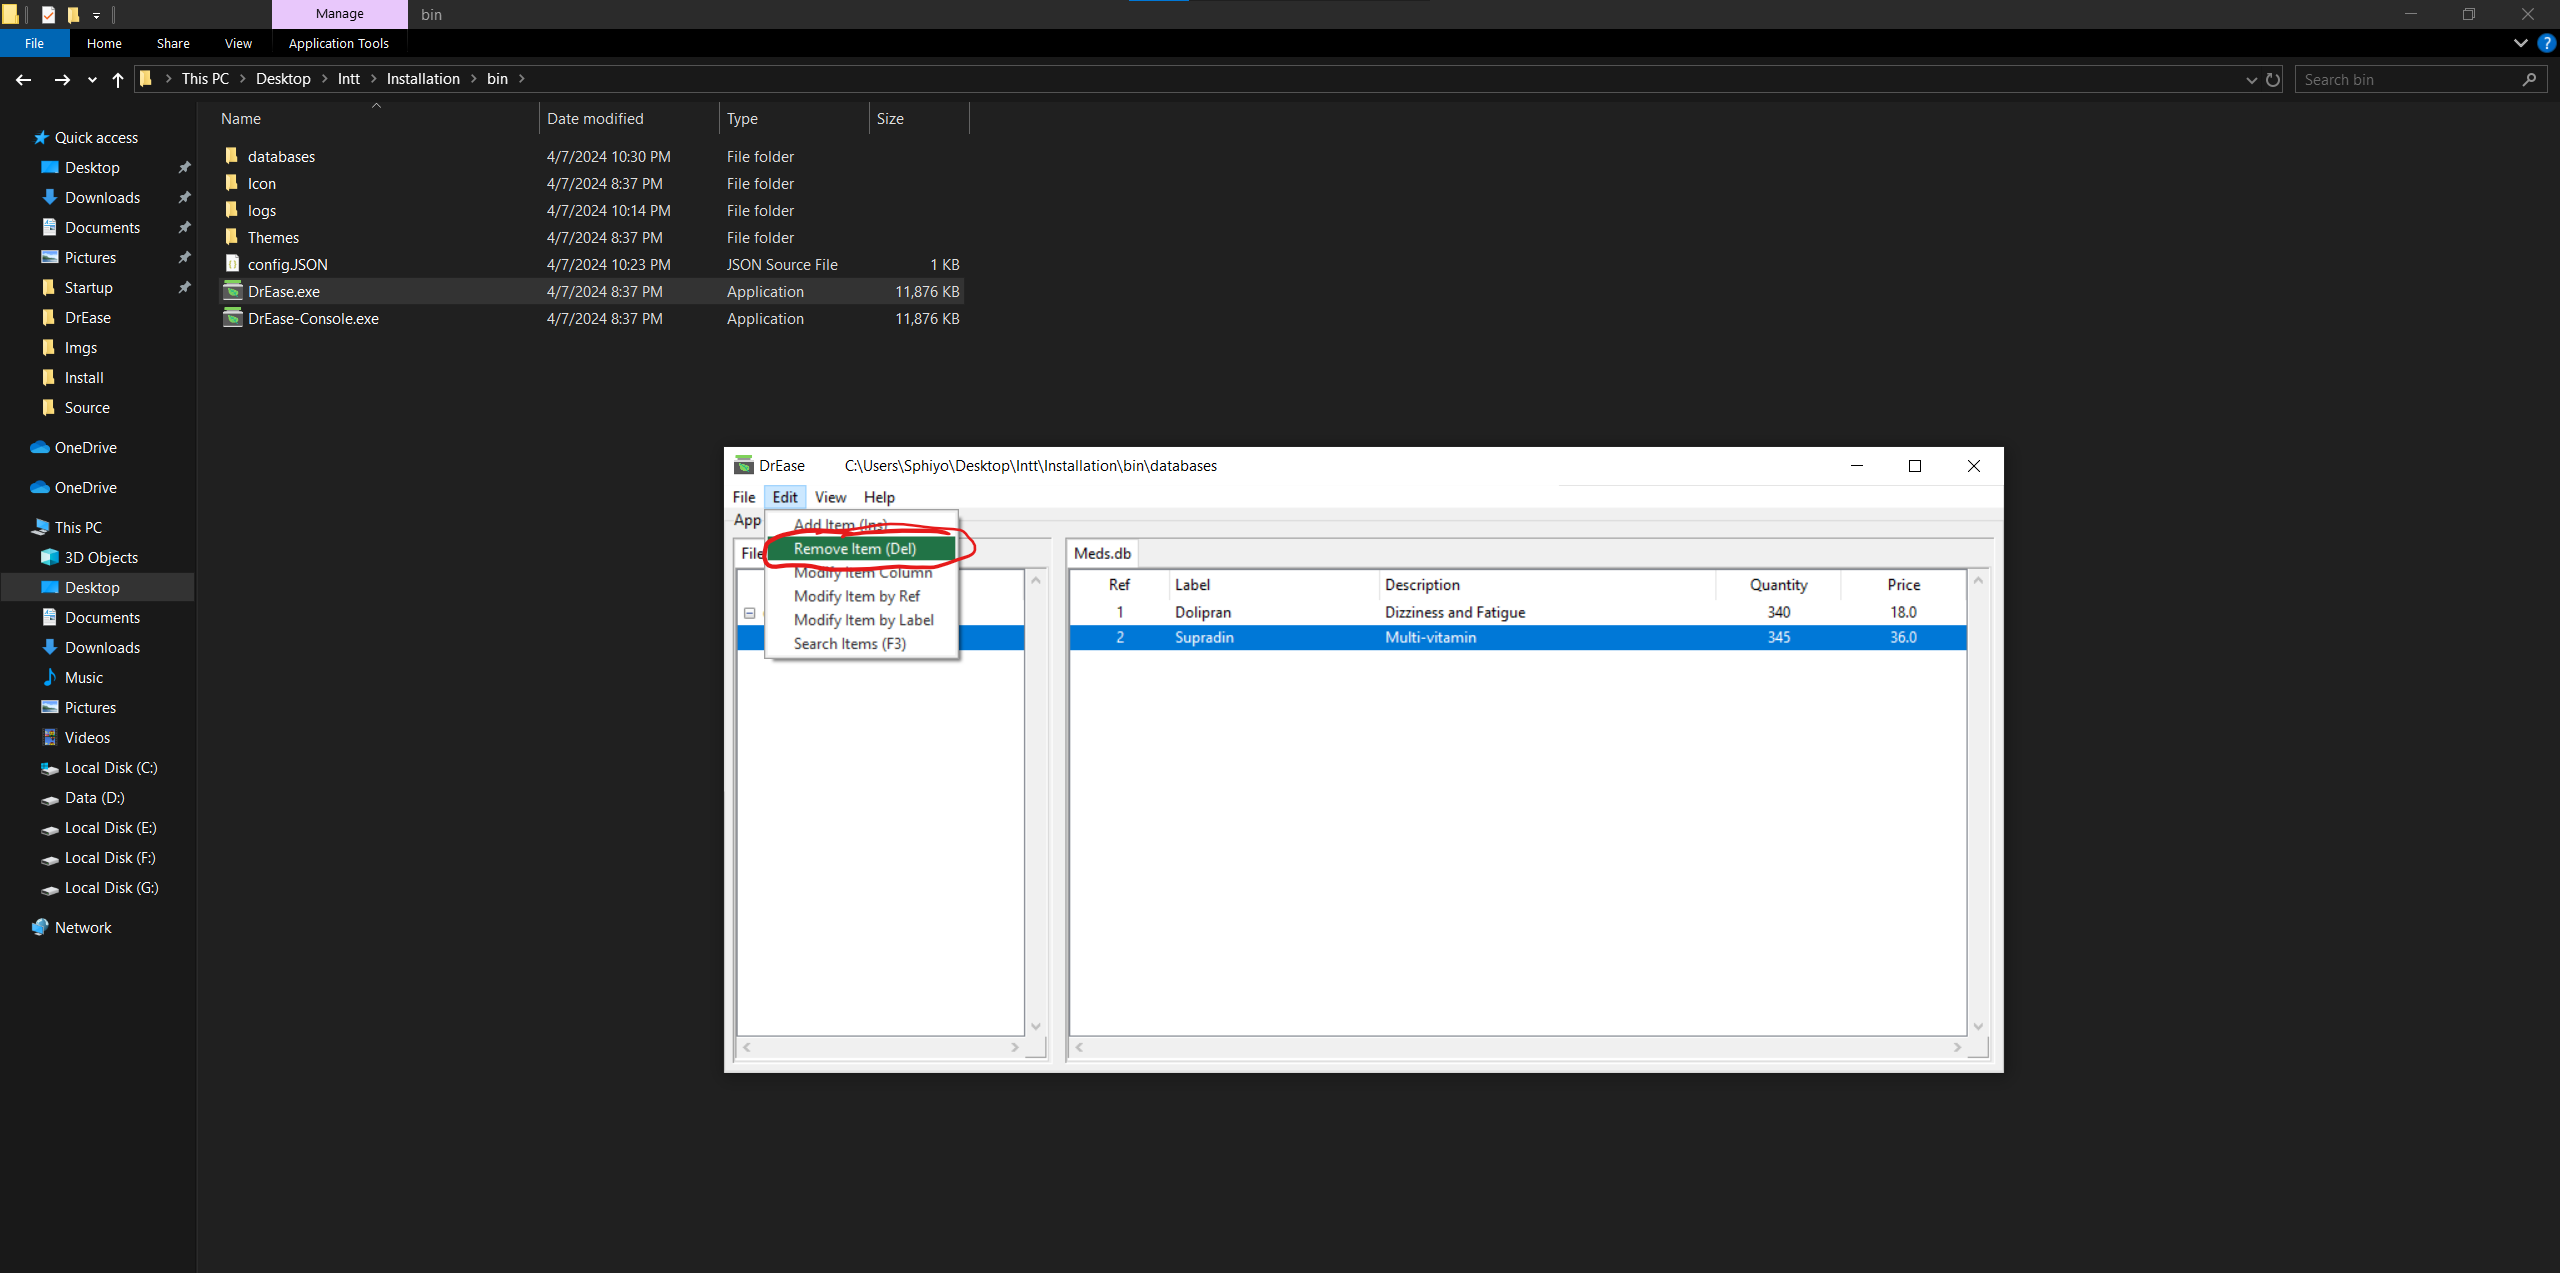 Manage
bin
File
Home
Share
View
Application Tools
This PC
Desktop
Intt
Installation
bin
Search bin
Name
Date modified
Type
Size
Quick access
Desktop
Downloads
Documents
Pictures
Startup
DrEase
Imgs
Install
Source
OneDrive
OneDrive
This PC
3D Objects
Desktop
Documents
Downloads
Music
Pictures
Videos
Local Disk (C:)
Data (D:)
Local Disk (E:)
Local Disk (F:)
Local Disk (G:)
Network
databases 4/7/2024 10:30 PM File folder
Icon 4/7/2024 8:37 PM File folder
logs 4/7/2024 10:14 PM File folder
Themes 4/7/2024 8:37 PM File folder
config.JSON 4/7/2024 10:23 PM JSON Source File 1 KB
DrEase.exe 4/7/2024 8:37 PM Application 11,876 KB
DrEase-Console.exe 4/7/2024 8:37 PM Application 11,876 KB
DrEase C:\Users\Sphiyo\Desktop\Intt\Installation\bin\databases
File Edit View Help
App
File
Add Item (Ins)
Remove Item (Del)
Modify Item Column
Modify Item by Ref
Modify Item by Label
Search Items (F3)
Meds.db
Ref Label Description Quantity Price
1 Dolipran Dizziness and Fatigue 340 18.0
2 Supradin Multi-vitamin 345 36.0